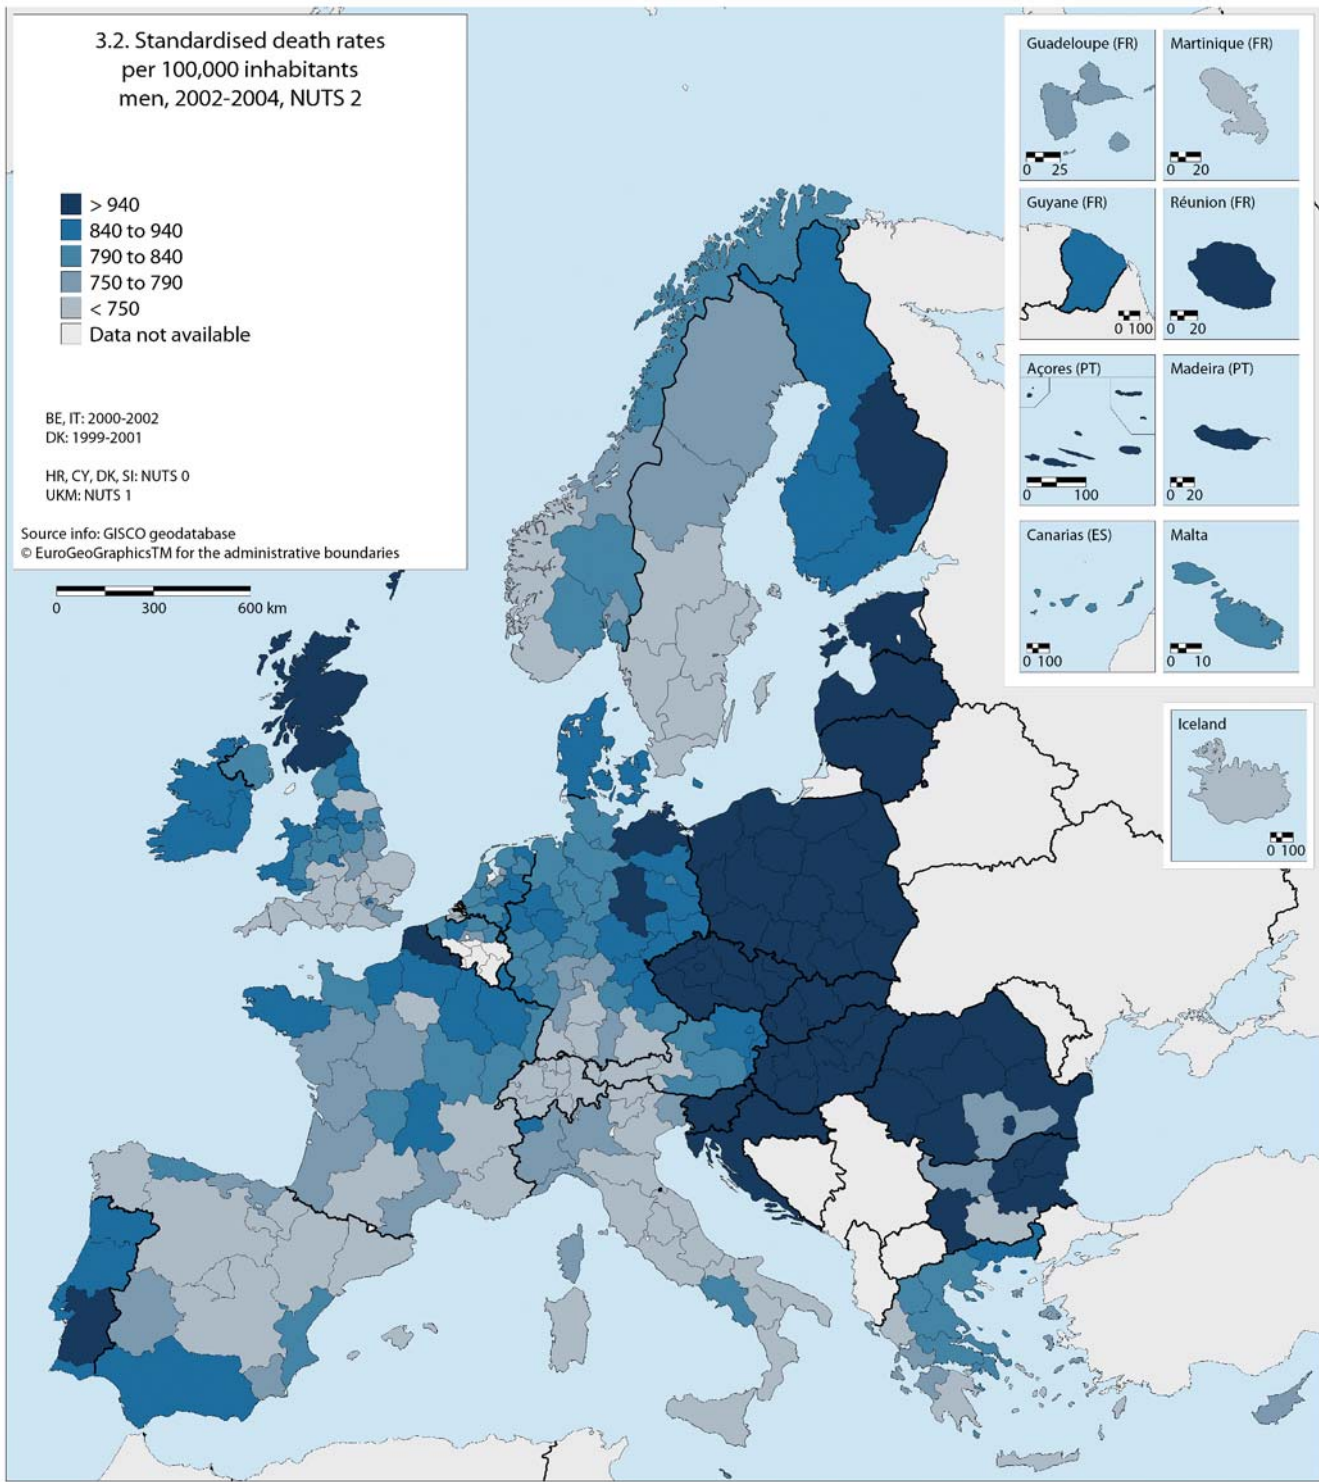 3.2. Standardised death rates
per 100,000 inhabitants
men, 2002-2004, NUTS 2
> 940
840 to 940
790 to 840
750 to 790
< 750
Data not available
BE, IT: 2000-2002
DK: 1999-2001
HR, CY, DK, SI: NUTS 0
UKM: NUTS 1
Source info: GISCO geodatabase
© EuroGeoGraphicsTM for the administrative boundaries
0 300 600 km
Guadeloupe (FR)
0 25
Martinique (FR)
0 20
Guyane (FR)
0 100
Réunion (FR)
0 20
Açores (PT)
0 100
Madeira (PT)
0 20
Canarias (ES)
0 100
Malta
0 10
Iceland
0 100